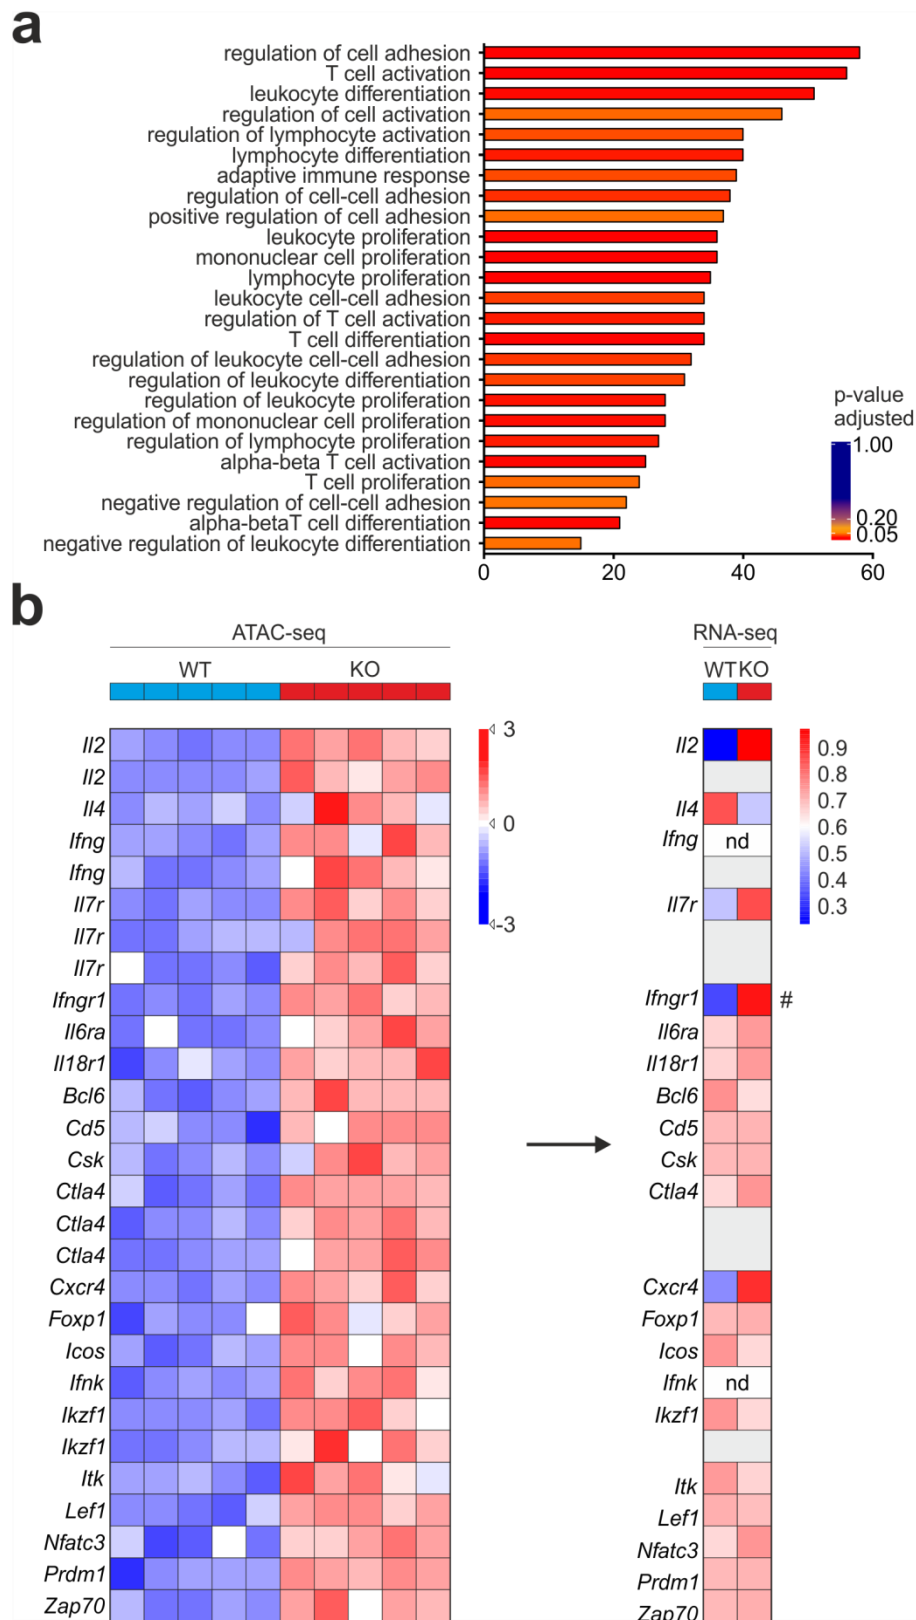 a
regulation of cell adhesion
T cell activation
leukocyte differentiation
regulation of cell activation
regulation of lymphocyte activation
lymphocyte differentiation
adaptive immune response
regulation of cell-cell adhesion
positive regulation of cell adhesion
leukocyte proliferation
mononuclear cell proliferation
lymphocyte proliferation
leukocyte cell-cell adhesion
regulation of T cell activation
T cell differentiation
regulation of leukocyte cell-cell adhesion
regulation of leukocyte differentiation
regulation of leukocyte proliferation
regulation of mononuclear cell proliferation
regulation of lymphocyte proliferation
alpha-beta T cell activation
T cell proliferation
negative regulation of cell-cell adhesion
alpha-betaT cell differentiation
negative regulation of leukocyte differentiation
0 20 40 60
p-value
adjusted
1.00
0.20
0.05
b
ATAC-seq
WT KO
Il2
Il2
Il4
Ifng
Ifng
Il7r
Il7r
Il7r
Ifngr1
Il6ra
Il18r1
Bcl6
Cd5
Csk
Ctla4
Ctla4
Ctla4
Cxcr4
Foxp1
Icos
Ifnk
Ikzf1
Ikzf1
Itk
Lef1
Nfatc3
Prdm1
Zap70
3
0
-3
RNA-seq
WT KO
Il2
Il4
Ifng nd
Il7r
Ifngr1 #
Il6ra
Il18r1
Bcl6
Cd5
Csk
Ctla4
Cxcr4
Foxp1
Icos
Ifnk nd
Ikzf1
Itk
Lef1
Nfatc3
Prdm1
Zap70
0.9
0.8
0.7
0.6
0.5
0.4
0.3